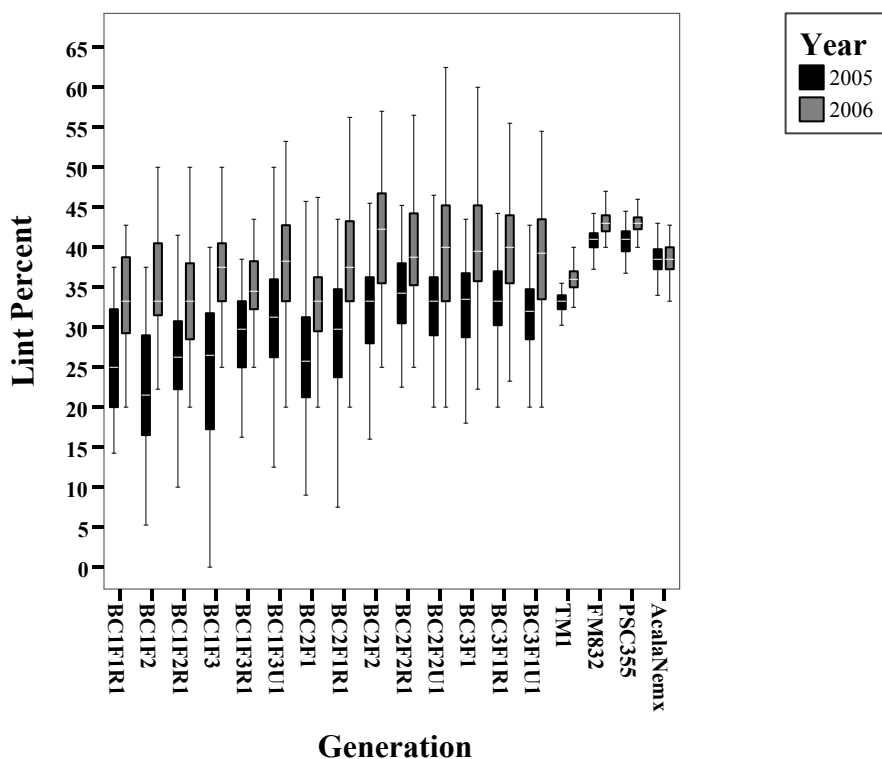 65
60
55
50
45
40
35
30
25
20
15
10
5
0
Lint Percent
BC1F1R1
BC1F2
BC1F2R1
BC1F3
BC1F3R1
BC1F3U1
BC2F1
BC2F1R1
BC2F2
BC2F2R1
BC2F2U1
BC3F1
BC3F1R1
BC3F1U1
TM1
FM832
PSC355
AcalaNemx
Generation
Year
2005
2006